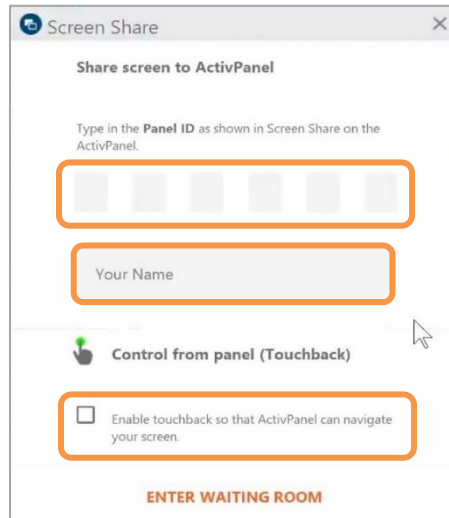 Screen Share
Share screen to ActivPanel
Type in the Panel ID as shown in Screen Share on the
ActivPanel.
Your Name
Control from panel (Touchback)
Enable touchback so that ActivPanel can navigate
your screen.
ENTER WAITING ROOM